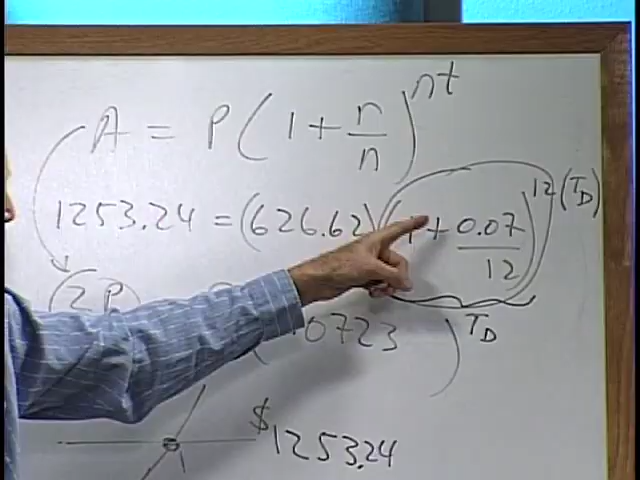 A = P(1 + r/n)^nt
1253.24 = (626.62)(1 + 0.07/12)^12(T_D)
(2P 0723)^T_D
$1253.24